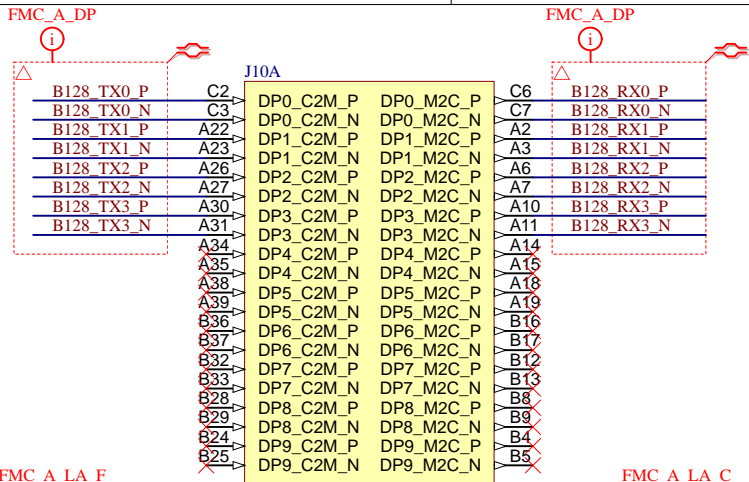 FMC_A_DP FMC_A_DP
i i
J10A
B128_TX0_P C2 DP0_C2M_P DP0_M2C_P C6 B128_RX0_P
B128_TX0_N C3 DP0_C2M_N DP0_M2C_N C7 B128_RX0_N
B128_TX1_P A22 DP1_C2M_P DP1_M2C_P A2 B128_RX1_P
B128_TX1_N A23 DP1_C2M_N DP1_M2C_N A3 B128_RX1_N
B128_TX2_P A26 DP2_C2M_P DP2_M2C_P A6 B128_RX2_P
B128_TX2_N A27 DP2_C2M_N DP2_M2C_N A7 B128_RX2_N
B128_TX3_P A30 DP3_C2M_P DP3_M2C_P A10 B128_RX3_P
B128_TX3_N A31 DP3_C2M_N DP3_M2C_N A11 B128_RX3_N
A34 DP4_C2M_P DP4_M2C_P A14
A35 DP4_C2M_N DP4_M2C_N A15
A38 DP5_C2M_P DP5_M2C_P A18
A39 DP5_C2M_N DP5_M2C_N A19
B36 DP6_C2M_P DP6_M2C_P B16
B37 DP6_C2M_N DP6_M2C_N B17
B32 DP7_C2M_P DP7_M2C_P B12
B33 DP7_C2M_N DP7_M2C_N B13
B28 DP8_C2M_P DP8_M2C_P B8
B29 DP8_C2M_N DP8_M2C_N B9
B24 DP9_C2M_P DP9_M2C_P B4
B25 DP9_C2M_N DP9_M2C_N B5
FMC_A_LA_F FMC_A_LA_C